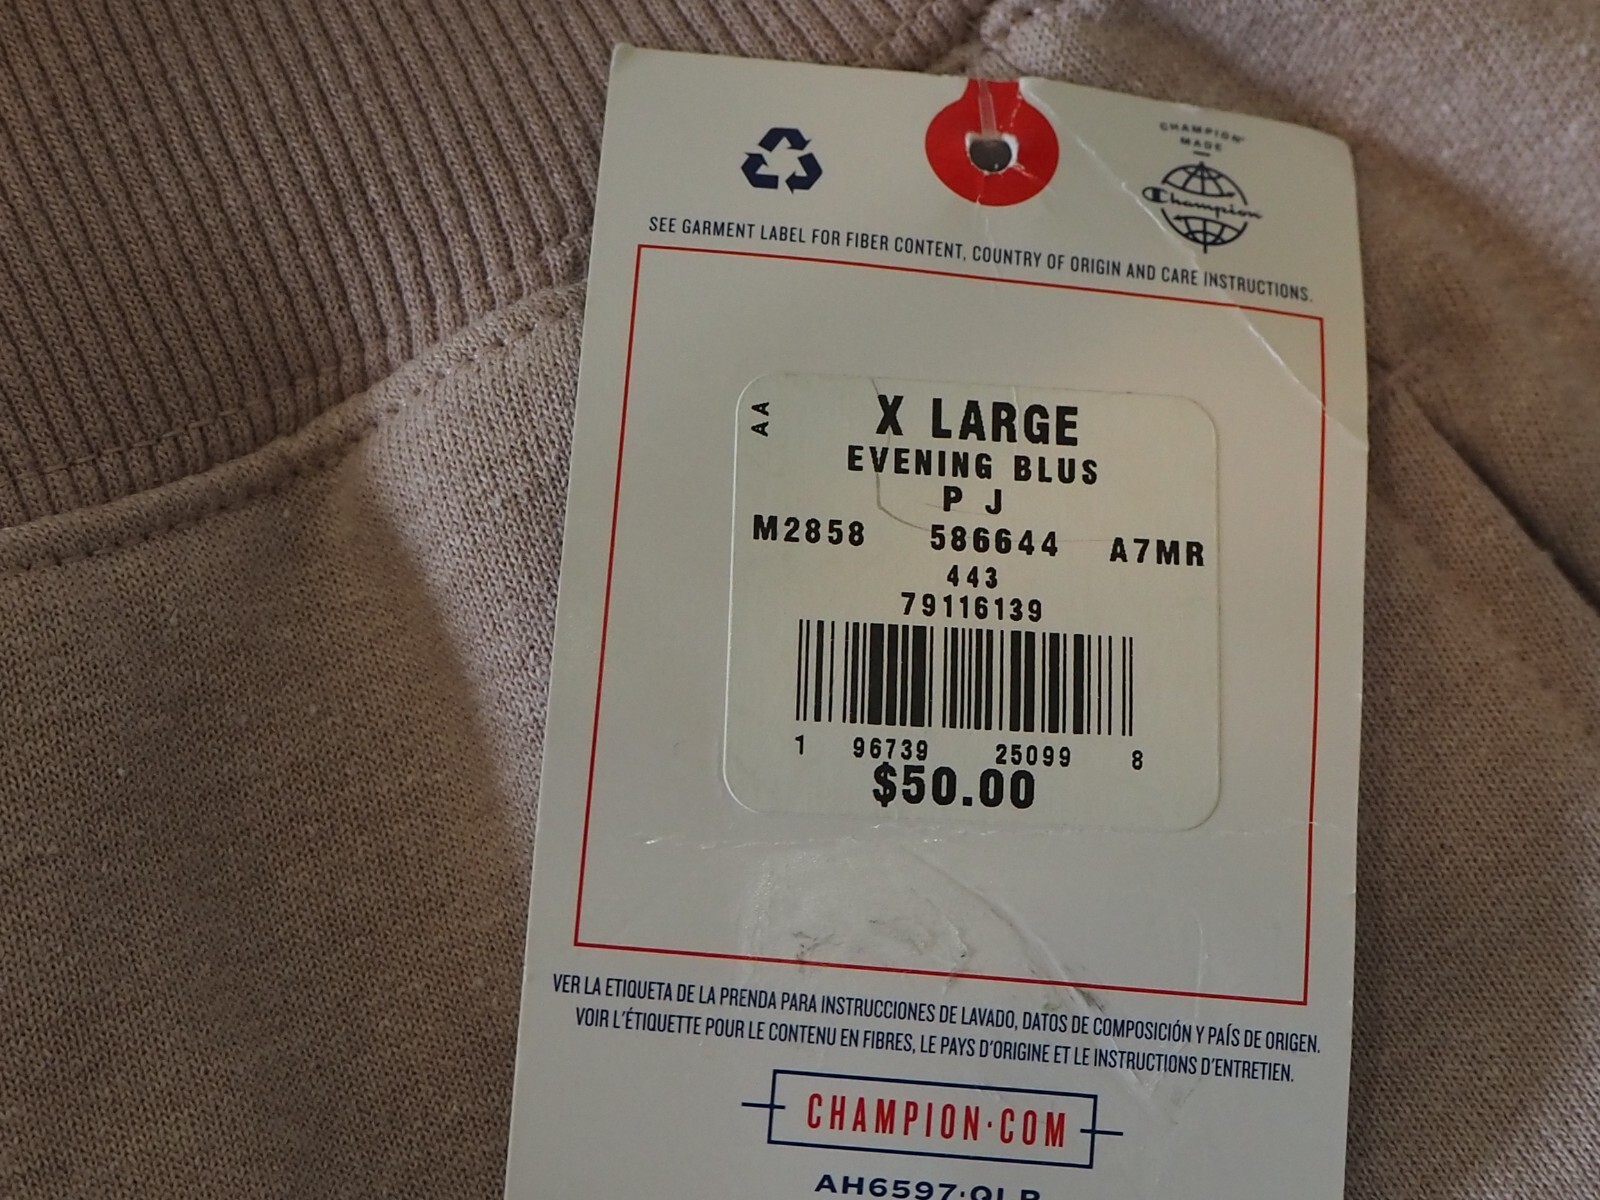 CHAMPION
MADE
Champion
SEE GARMENT LABEL FOR FIBER CONTENT, COUNTRY OF ORIGIN AND CARE INSTRUCTIONS.
AA
X LARGE
EVENING BLUS
P J
M2858 586644 A7MR
443
79116139
1 96739 25099 8
$50.00
VER LA ETIQUETA DE LA PRENDA PARA INSTRUCCIONES DE LAVADO, DATOS DE COMPOSICIÓN Y PAÍS DE ORIGEN.
VOIR L'ÉTIQUETTE POUR LE CONTENU EN FIBRES, LE PAYS D'ORIGINE ET LE INSTRUCTIONS D'ENTRETIEN.
CHAMPION·COM